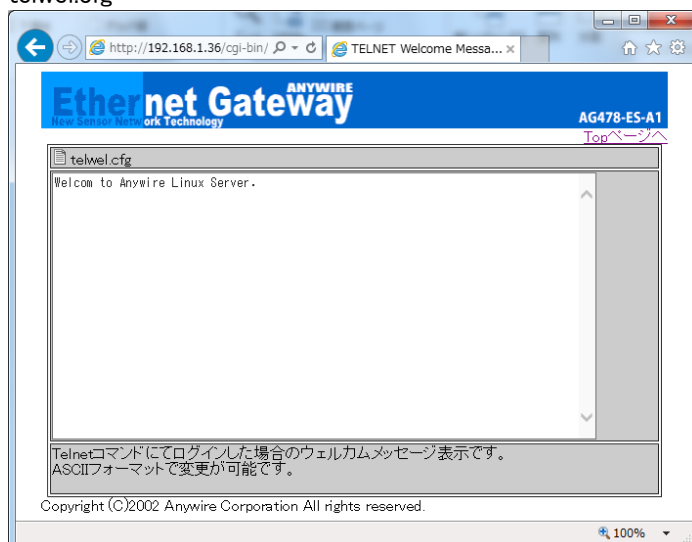 telwel.cfg
http://192.168.1.36/cgi-bin/
TELNET Welcome Messa...
ANYWIRE
Ethernet Gateway
New Sensor Network Technology
AG478-ES-A1
Topページへ
telwel.cfg
Welcom to Anywire Linux Server.
Telnetコマンドにてログインした場合のウェルカムメッセージ表示です。
ASCIIフォーマットで変更が可能です。
Copyright (C)2002 Anywire Corporation All rights reserved.
100%